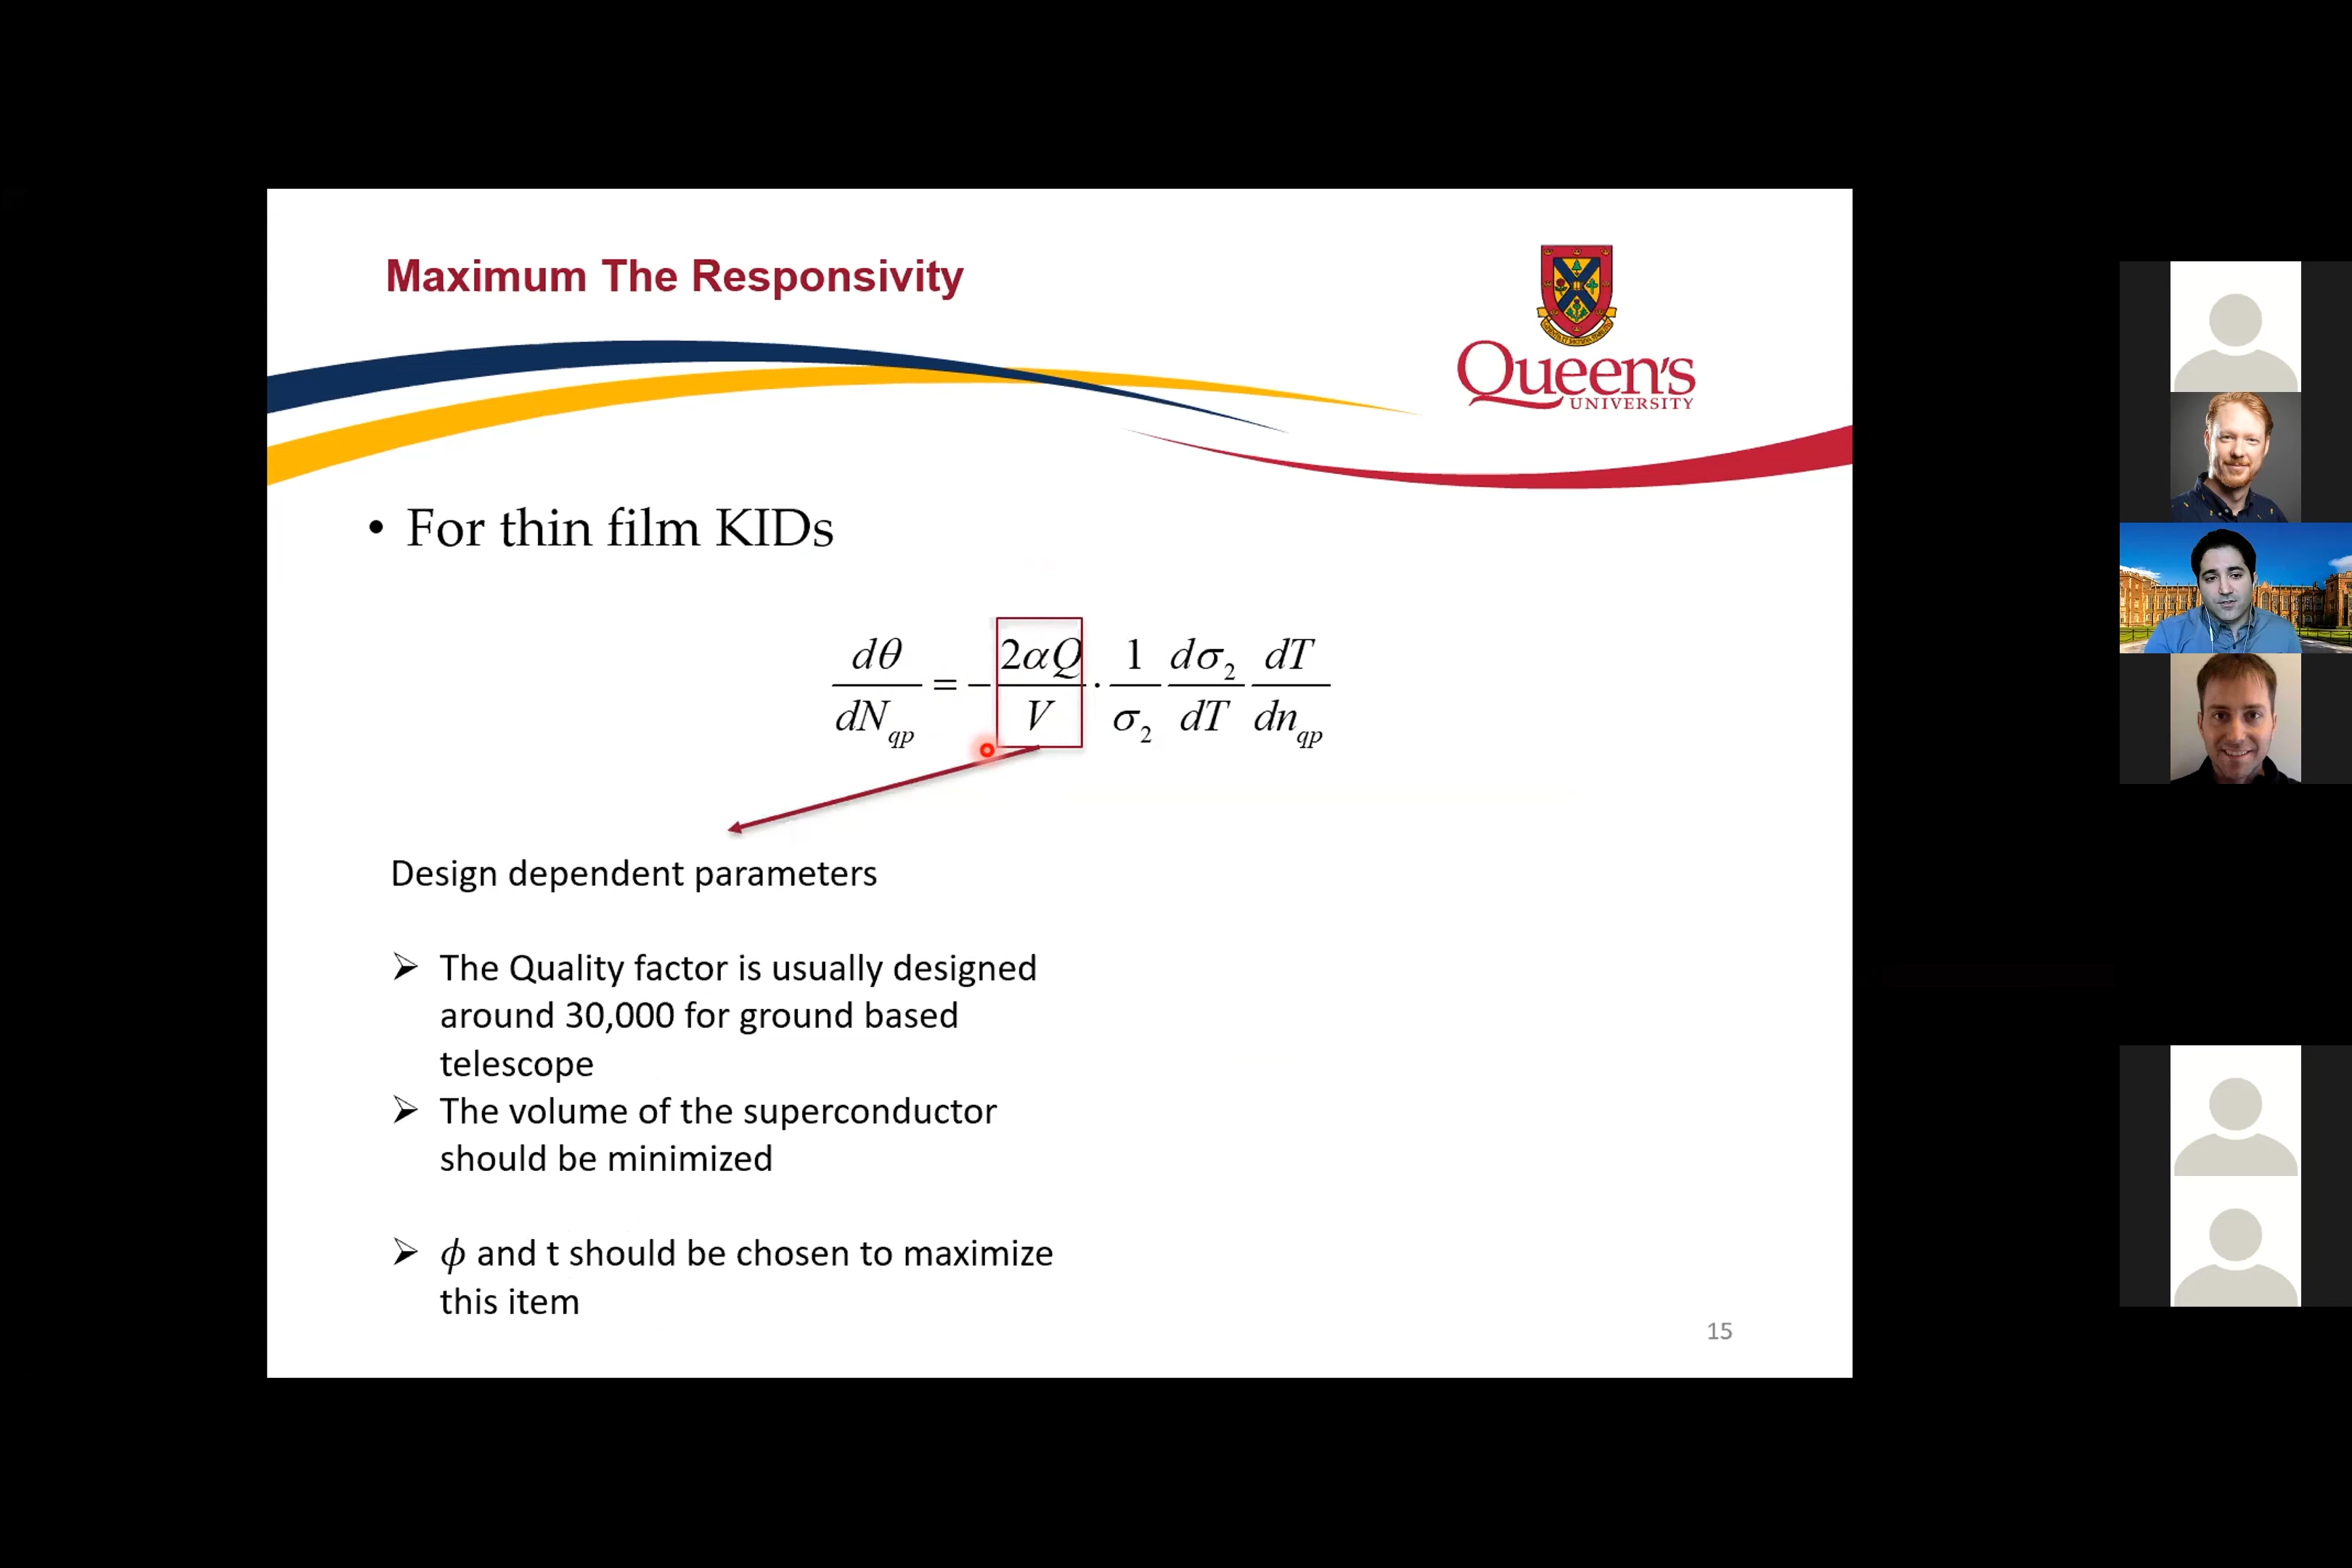 Maximum The Responsivity
Queen's
UNIVERSITY
• For thin film KIDs
dθ/dN_qp = − 2αQ/V · 1/σ_2 dσ_2/dT dT/dn_qp
Design dependent parameters
➢ The Quality factor is usually designed
around 30,000 for ground based
telescope
➢ The volume of the superconductor
should be minimized
➢ ϕ and t should be chosen to maximize
this item
15